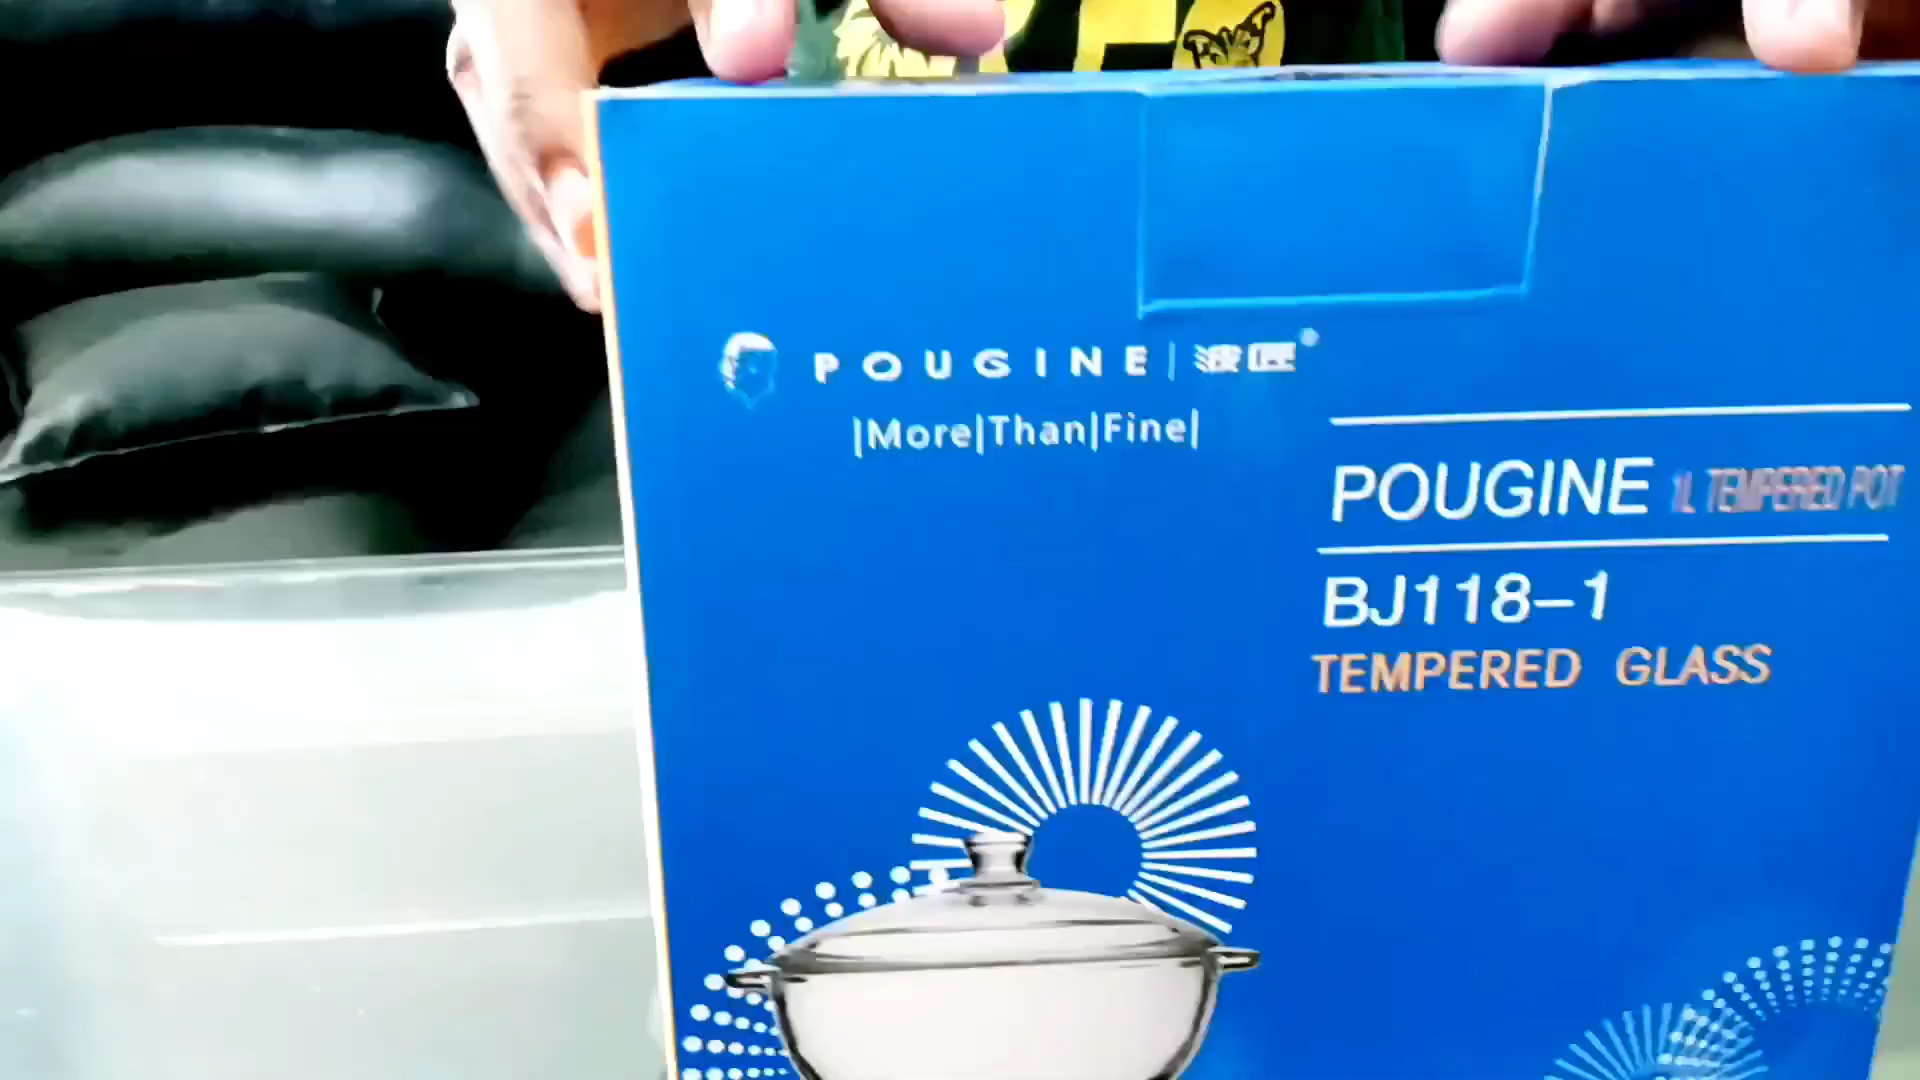 POUGINE | 波匠®
|More|Than|Fine|
POUGINE 1L TEMPERED POT
BJ118-1
TEMPERED GLASS